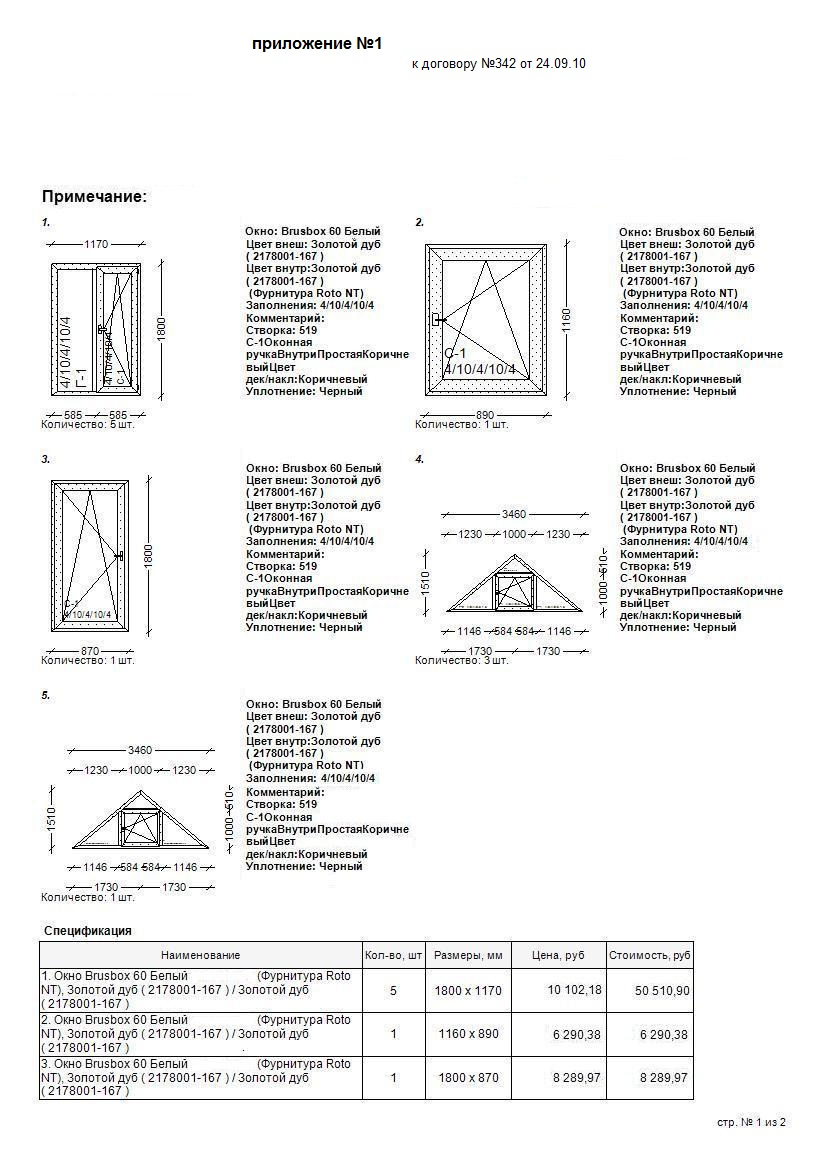 приложение №1
к договору №342 от 24.09.10
Примечание:
1.
1170
4/10/4/10/4
Г-1
4/10/4/10/4
С-1
1800
585 585
Количество: 5 шт.
Окно: Brusbox 60 Белый
Цвет внеш: Золотой дуб
( 2178001-167 )
Цвет внутр:Золотой дуб
( 2178001-167 )
(Фурнитура Roto NT)
Заполнения: 4/10/4/10/4
Комментарий:
Створка: 519
С-1Оконная
ручкаВнутриПростаяКоричне
выйЦвет
дек/накл:Коричневый
Уплотнение: Черный
2.
С-1
4/10/4/10/4
1160
890
Количество: 1 шт.
Окно: Brusbox 60 Белый
Цвет внеш: Золотой дуб
( 2178001-167 )
Цвет внутр:Золотой дуб
( 2178001-167 )
(Фурнитура Roto NT)
Заполнения: 4/10/4/10/4
Комментарий:
Створка: 519
С-1Оконная
ручкаВнутриПростаяКоричне
выйЦвет
дек/накл:Коричневый
Уплотнение: Черный
3.
С-1
4/10/4/10/4
1800
870
Количество: 1 шт.
Окно: Brusbox 60 Белый
Цвет внеш: Золотой дуб
( 2178001-167 )
Цвет внутр:Золотой дуб
( 2178001-167 )
(Фурнитура Roto NT)
Заполнения: 4/10/4/10/4
Комментарий:
Створка: 519
С-1Оконная
ручкаВнутриПростаяКоричне
выйЦвет
дек/накл:Коричневый
Уплотнение: Черный
4.
3460
1230 1000 1230
1510
1000 510
1146 584 584 1146
1730 1730
Количество: 3 шт.
Окно: Brusbox 60 Белый
Цвет внеш: Золотой дуб
( 2178001-167 )
Цвет внутр:Золотой дуб
( 2178001-167 )
(Фурнитура Roto NT)
Заполнения: 4/10/4/10/4
Комментарий:
Створка: 519
С-1Оконная
ручкаВнутриПростаяКоричне
выйЦвет
дек/накл:Коричневый
Уплотнение: Черный
5.
3460
1230 1000 1230
1510
1000 510
1146 584 584 1146
1730 1730
Количество: 1 шт.
Окно: Brusbox 60 Белый
Цвет внеш: Золотой дуб
( 2178001-167 )
Цвет внутр:Золотой дуб
( 2178001-167 )
(Фурнитура Roto NT)
Заполнения: 4/10/4/10/4
Комментарий:
Створка: 519
С-1Оконная
ручкаВнутриПростаяКоричне
выйЦвет
дек/накл:Коричневый
Уплотнение: Черный
Спецификация
Наименование Кол-во, шт Размеры, мм Цена, руб Стоимость, руб
1. Окно Brusbox 60 Белый (Фурнитура Roto
NT), Золотой дуб ( 2178001-167 ) / Золотой дуб 5 1800 x 1170 10 102,18 50 510,90
( 2178001-167 )
2. Окно Brusbox 60 Белый (Фурнитура Roto
NT), Золотой дуб ( 2178001-167 ) / Золотой дуб 1 1160 x 890 6 290,38 6 290,38
( 2178001-167 )
3. Окно Brusbox 60 Белый (Фурнитура Roto
NT), Золотой дуб ( 2178001-167 ) / Золотой дуб 1 1800 x 870 8 289,97 8 289,97
( 2178001-167 )
стр. № 1 из 2